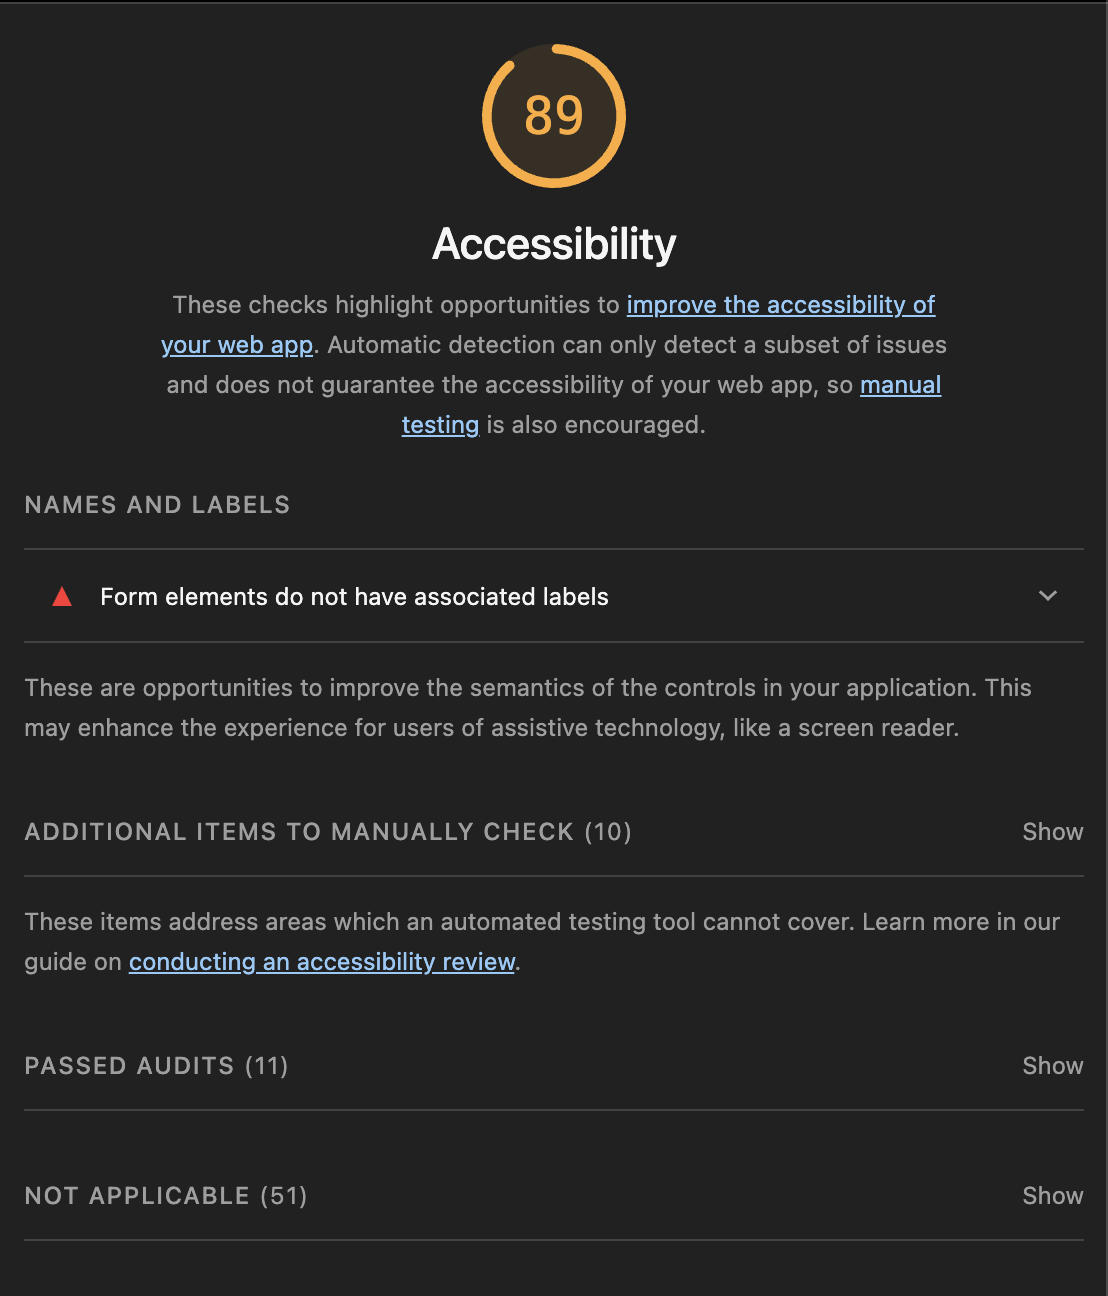 89
Accessibility
These checks highlight opportunities to improve the accessibility of
your web app. Automatic detection can only detect a subset of issues
and does not guarantee the accessibility of your web app, so manual
testing is also encouraged.
NAMES AND LABELS
Form elements do not have associated labels
These are opportunities to improve the semantics of the controls in your application. This
may enhance the experience for users of assistive technology, like a screen reader.
ADDITIONAL ITEMS TO MANUALLY CHECK (10) Show
These items address areas which an automated testing tool cannot cover. Learn more in our
guide on conducting an accessibility review.
PASSED AUDITS (11) Show
NOT APPLICABLE (51) Show